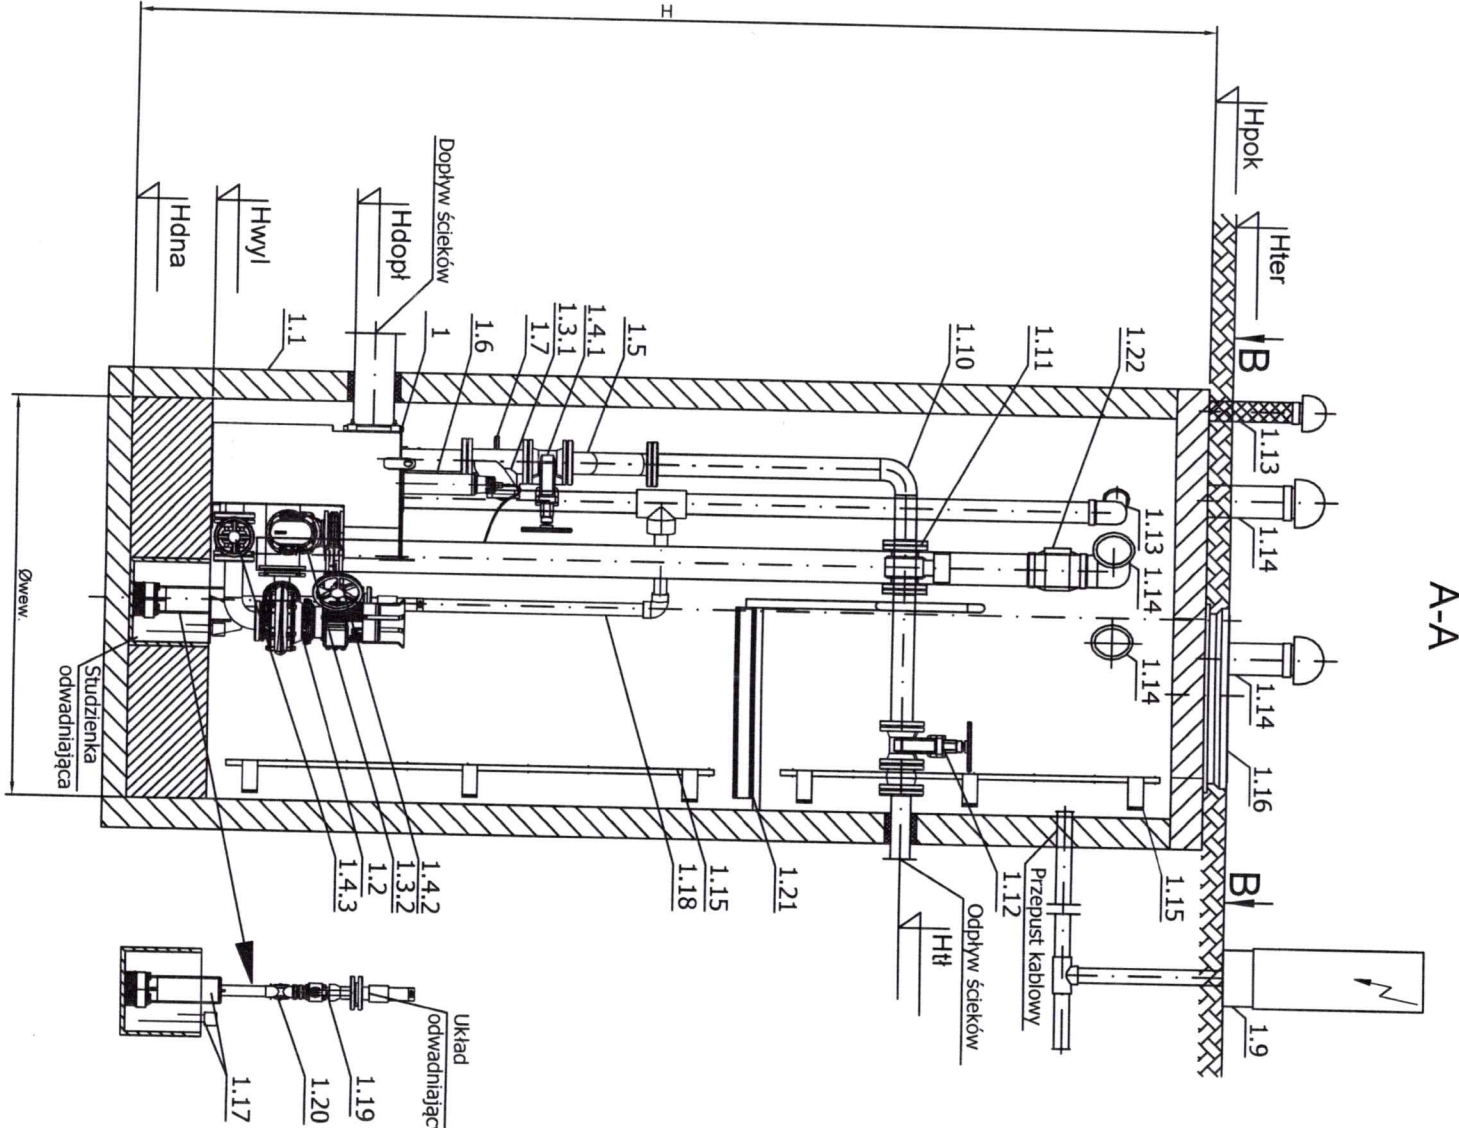 A-A
H
Hpok
Hter
B
B
Hdna
Hwyl
Hdopł
Dopływ ścieków
1.1
1
1.6
1.7
1.3.1
1.4.1
1.5
1.10
1.11
1.22
1.13
1.14
1.13
1.14
1.14
1.14
1.16
Øwew.
Studzienka
odwadniająca
1.4.3
1.2
1.3.2
1.4.2
1.18
1.15
1.21
Htł
Odpływ ścieków
1.12
Przepust kablowy
1.15
1.9
Układ
odwadniając
1.17
1.20
1.19